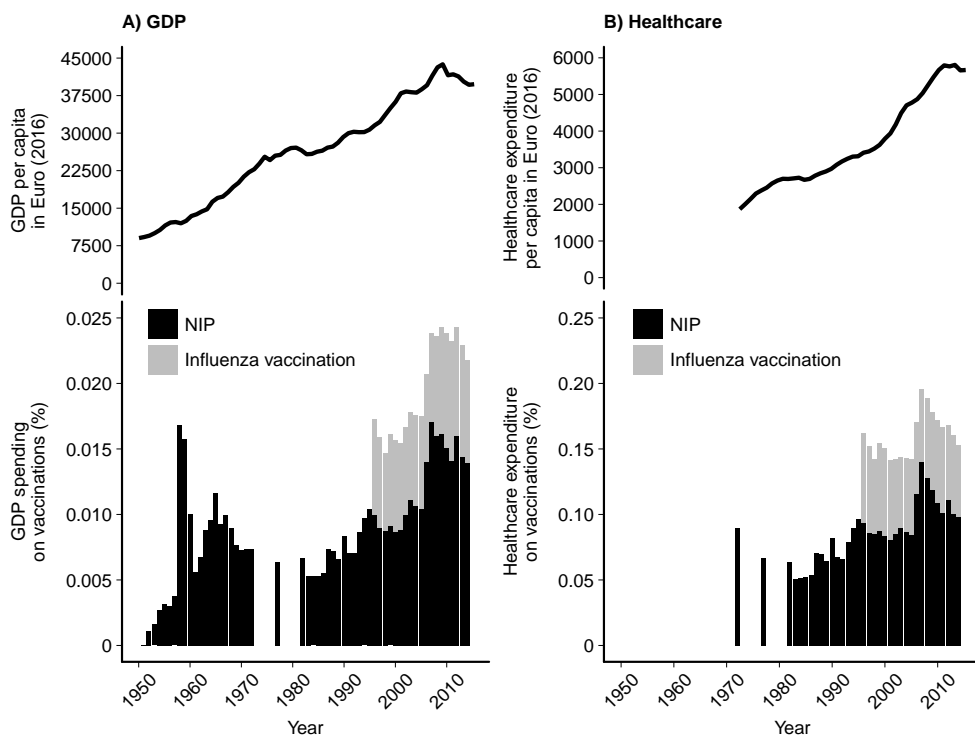 A) GDP
45000
37500
30000
22500
15000
7500
0
GDP per capita
in Euro (2016)
0.025
0.020
0.015
0.010
0.005
0
GDP spending
on vaccinations (%)
NIP
Influenza vaccination
1950
1960
1970
1980
1990
2000
2010
Year
B) Healthcare
6000
5000
4000
3000
2000
1000
0
Healthcare expenditure
per capita in Euro (2016)
0.25
0.20
0.15
0.10
0.05
0
Healthcare expenditure
on vaccinations (%)
NIP
Influenza vaccination
1950
1960
1970
1980
1990
2000
2010
Year